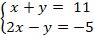 x + y = 11
2x − y = −5